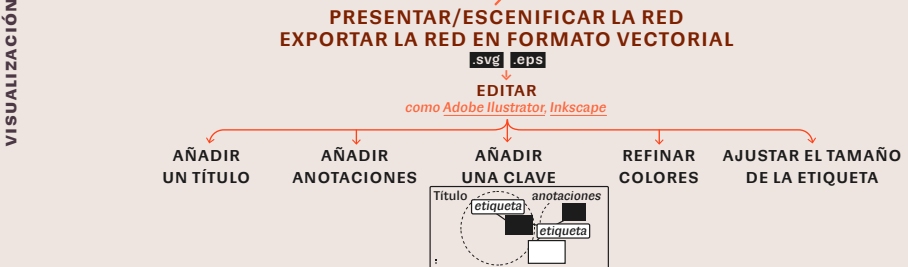 VISUALIZACIÓN
PRESENTAR/ESCENIFICAR LA RED
EXPORTAR LA RED EN FORMATO VECTORIAL
.svg .eps
EDITAR
como Adobe Ilustrator, Inkscape
AÑADIR
UN TÍTULO
AÑADIR
ANOTACIONES
AÑADIR
UNA CLAVE
REFINAR
COLORES
AJUSTAR EL TAMAÑO
DE LA ETIQUETA
Título
anotaciones
etiqueta
etiqueta